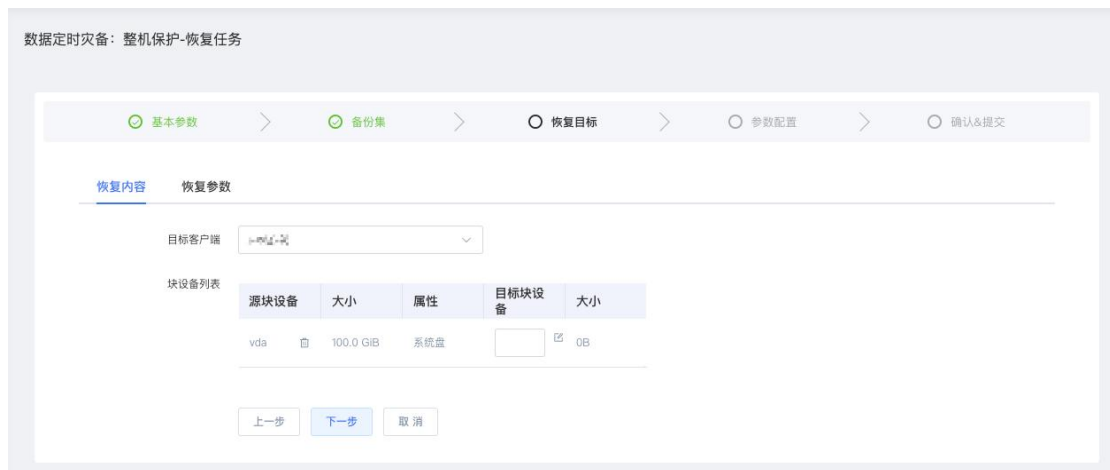 数据定时灾备：整机保护-恢复任务
基本参数 备份集 恢复目标 参数配置 确认&提交
恢复内容 恢复参数
目标客户端
块设备列表
源块设备 大小 属性 目标块设备 大小
vda 100.0 GiB 系统盘 0B
上一步 下一步 取消